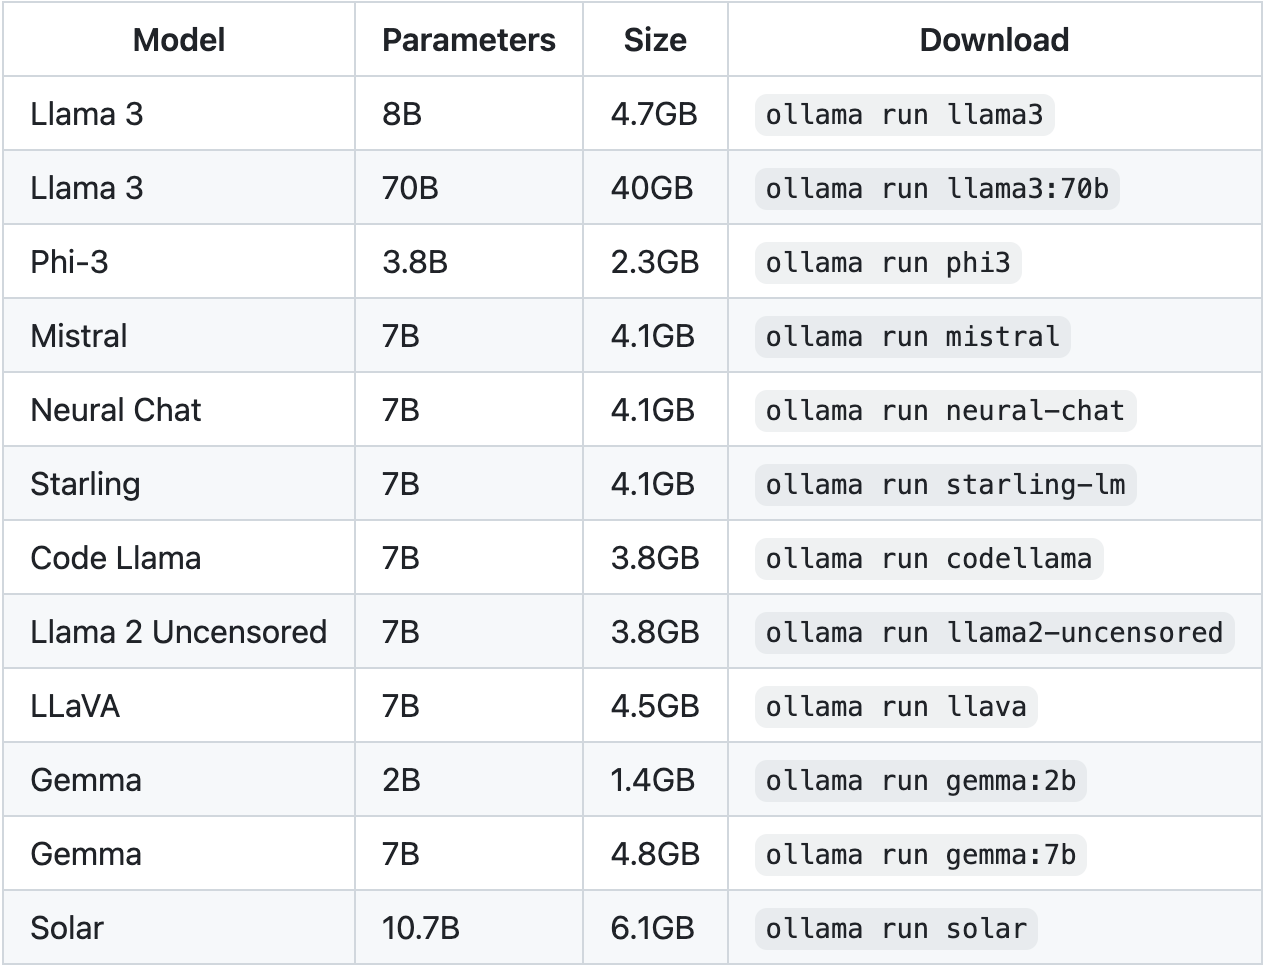 Model Parameters Size Download
Llama 3 8B 4.7GB ollama run llama3
Llama 3 70B 40GB ollama run llama3:70b
Phi-3 3.8B 2.3GB ollama run phi3
Mistral 7B 4.1GB ollama run mistral
Neural Chat 7B 4.1GB ollama run neural-chat
Starling 7B 4.1GB ollama run starling-lm
Code Llama 7B 3.8GB ollama run codellama
Llama 2 Uncensored 7B 3.8GB ollama run llama2-uncensored
LLaVA 7B 4.5GB ollama run llava
Gemma 2B 1.4GB ollama run gemma:2b
Gemma 7B 4.8GB ollama run gemma:7b
Solar 10.7B 6.1GB ollama run solar